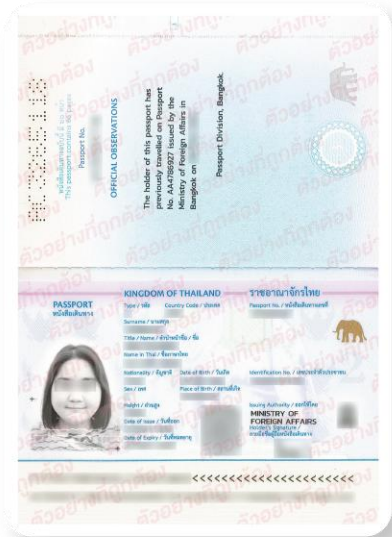 ตัวอย่างที่ถูกต้อง
Passport No.
OFFICIAL OBSERVATIONS
The holder of this passport has
previously travelled on Passport
No. AA4786927 issued by the
Ministry of Foreign Affairs in
Bangkok on
Passport Division, Bangkok
PASSPORT
หนังสือเดินทาง
KINGDOM OF THAILAND ราชอาณาจักรไทย
Type / รหัส Country Code / ประเทศ Passport No. / หนังสือเดินทางเลขที่
Surname / นามสกุล
Title / Name / คำนำหน้าชื่อ / ชื่อ
Name in Thai / ชื่อภาษาไทย
Nationality / สัญชาติ Date of Birth / วันเกิด Identification No. / เลขประจำตัวประชาชน
Sex / เพศ Place of Birth / สถานที่เกิด
Height / ส่วนสูง Issuing Authority / ออกให้โดย
MINISTRY OF
FOREIGN AFFAIRS
Date of Issue / วันที่ออก Holder's Signature /
ลายมือชื่อผู้ถือหนังสือเดินทาง
Date of Expiry / วันที่หมดอายุ
<<<<<<<<<<<<<<<<<<<<<<